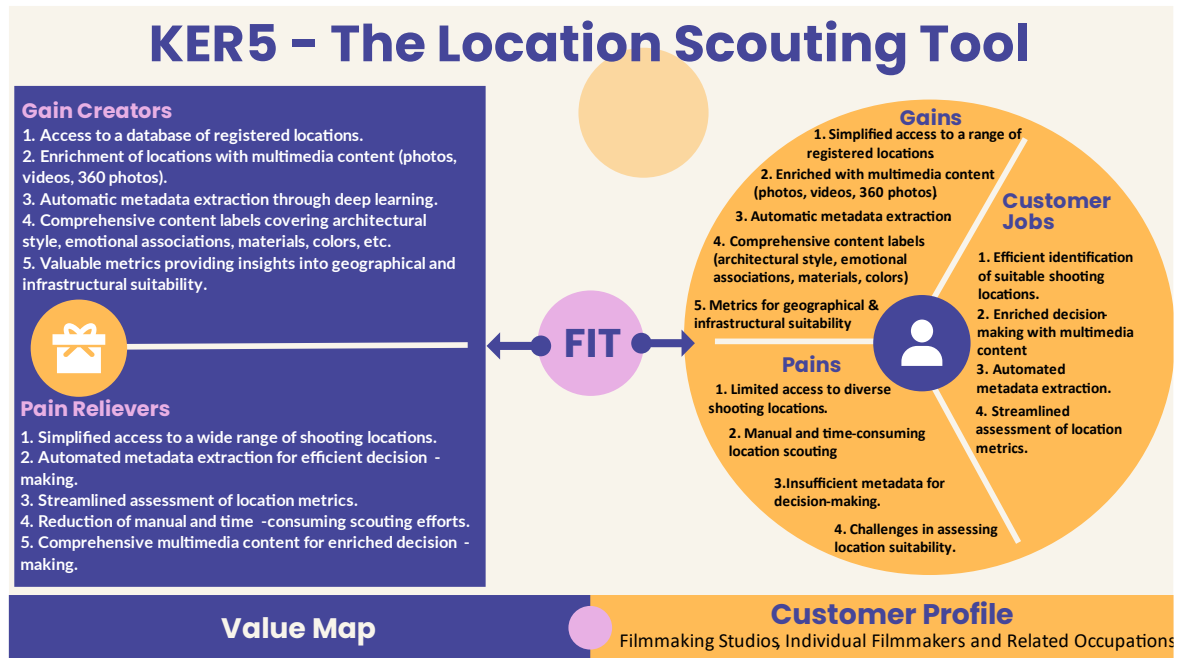 KER5 - The Location Scouting Tool
Gain Creators
1. Access to a database of registered locations.
2. Enrichment of locations with multimedia content (photos,
videos, 360 photos).
3. Automatic metadata extraction through deep learning.
4. Comprehensive content labels covering architectural
style, emotional associations, materials, colors, etc.
5. Valuable metrics providing insights into geographical and
infrastructural suitability.
Pain Relievers
1. Simplified access to a wide range of shooting locations.
2. Automated metadata extraction for efficient decision -
making.
3. Streamlined assessment of location metrics.
4. Reduction of manual and time -consuming scouting efforts.
5. Comprehensive multimedia content for enriched decision -
making.
FIT
Gains
1. Simplified access to a range of
registered locations
2. Enriched with multimedia content
(photos, videos, 360 photos)
3. Automatic metadata extraction
4. Comprehensive content labels
(architectural style, emotional
associations, materials, colors)
5. Metrics for geographical &
infrastructural suitability
Customer
Jobs
1. Efficient identification
of suitable shooting
locations.
2. Enriched decision-
making with multimedia
content
3. Automated
metadata extraction.
4. Streamlined
assessment of location
metrics.
Pains
1. Limited access to diverse
shooting locations.
2. Manual and time-consuming
location scouting
3.Insufficient metadata for
decision-making.
4. Challenges in assessing
location suitability.
Value Map
Customer Profile
Filmmaking Studios, Individual Filmmakers and Related Occupations